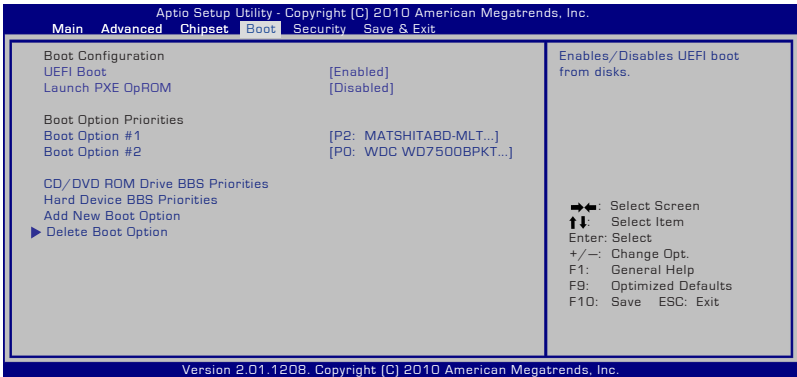 Aptio Setup Utility - Copyright (C) 2010 American Megatrends, Inc.
Main Advanced Chipset Boot Security Save & Exit
Boot Configuration
UEFI Boot [Enabled]
Launch PXE OpROM [Disabled]
Boot Option Priorities
Boot Option #1 [P2: MATSHITABD-MLT...]
Boot Option #2 [P0: WDC WD7500BPKT...]
CD/DVD ROM Drive BBS Priorities
Hard Device BBS Priorities
Add New Boot Option
Delete Boot Option
Enables/Disables UEFI boot
from disks.
→←: Select Screen
↑↓: Select Item
Enter: Select
+/—: Change Opt.
F1: General Help
F9: Optimized Defaults
F10: Save ESC: Exit
Version 2.01.1208. Copyright (C) 2010 American Megatrends, Inc.